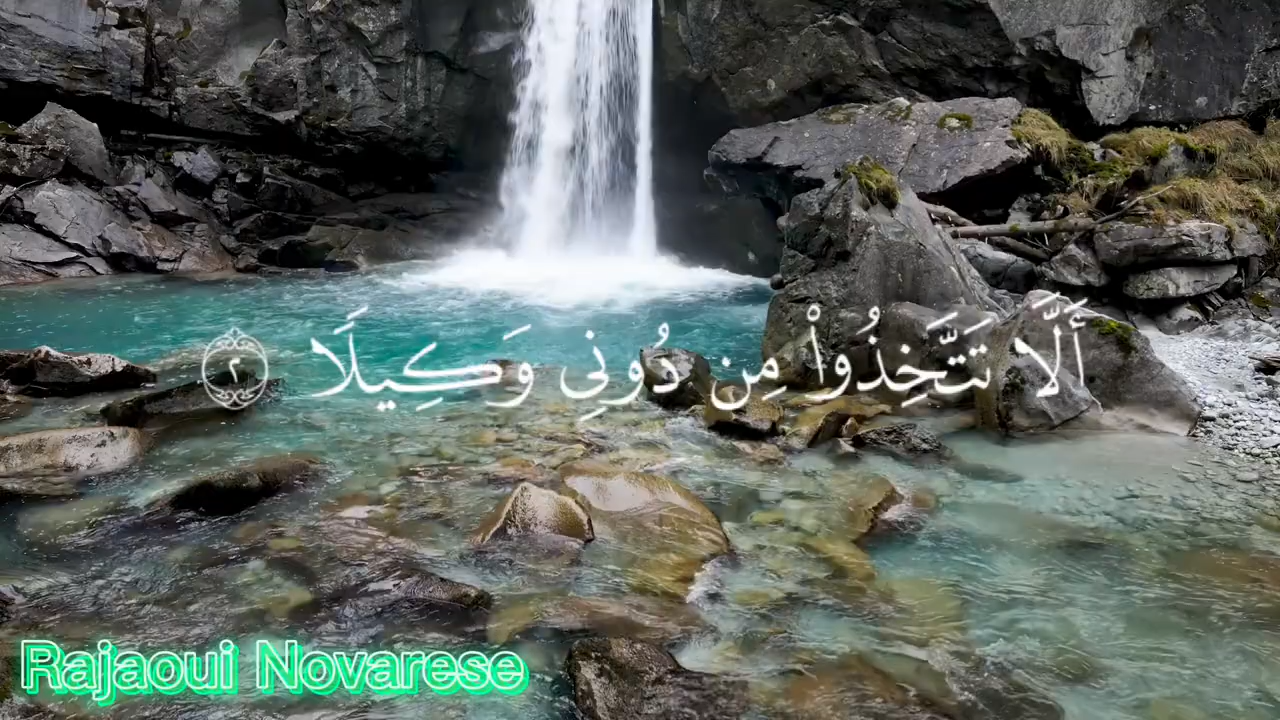 أَلَّا تَتَّخِذُوا۟ مِن دُونِى وَكِيلًا ٢
Rajaoui Novarese